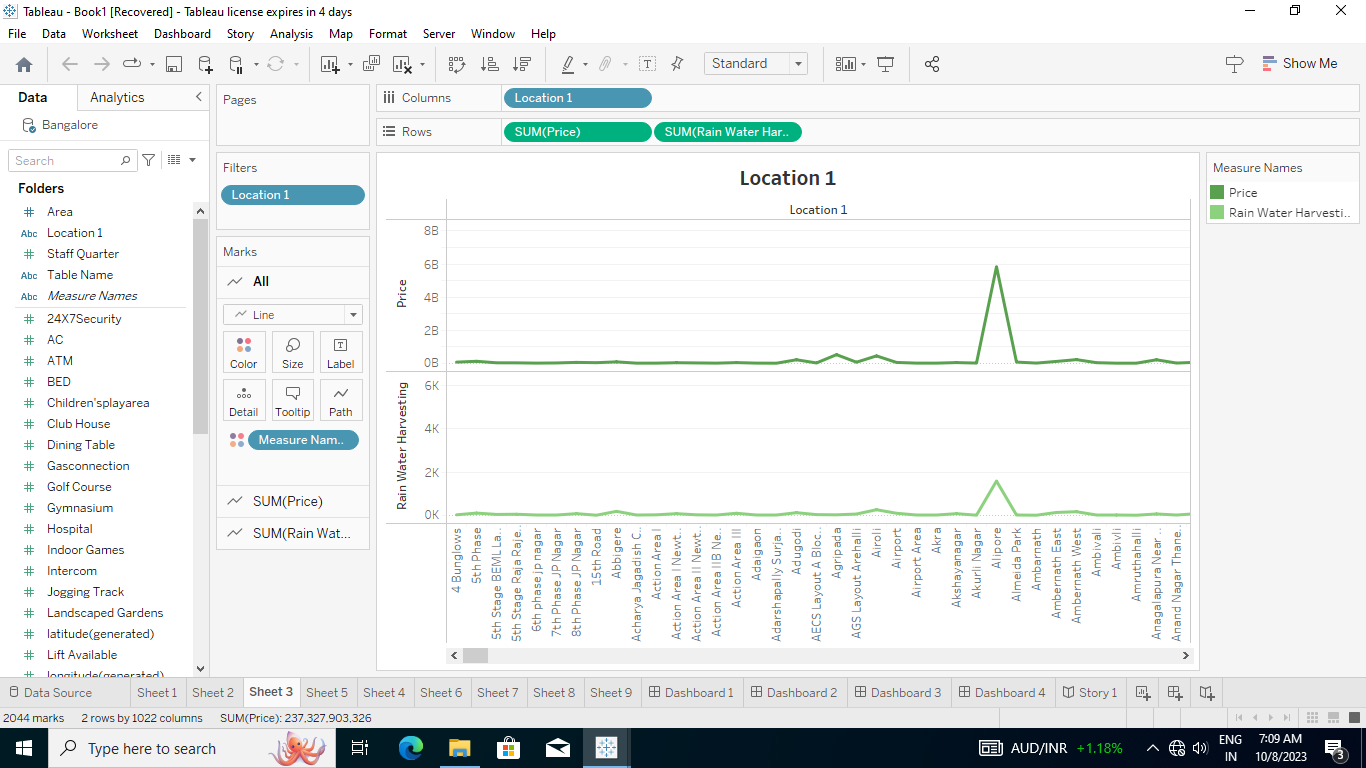 Tableau - Book1 [Recovered] - Tableau license expires in 4 days
File Data Worksheet Dashboard Story Analysis Map Format Server Window Help
Standard
Show Me
Data Analytics
Bangalore
Search
Folders
Area
Abc Location 1
Staff Quarter
Abc Table Name
Abc Measure Names
24X7Security
AC
ATM
BED
Children'splayarea
Club House
Dining Table
Gasconnection
Golf Course
Gymnasium
Hospital
Indoor Games
Intercom
Jogging Track
Landscaped Gardens
latitude(generated)
Lift Available
longitude(generated)
Pages
Filters
Location 1
Marks
All
Line
Color Size Label
Detail Tooltip Path
Measure Nam..
SUM(Price)
SUM(Rain Wat...
Columns Location 1
Rows SUM(Price) SUM(Rain Water Har..
Location 1
Location 1
Price
8B
6B
4B
2B
0B
Rain Water Harvesting
6K
4K
2K
0K
4 Bunglows
5th Phase
5th Stage BEML La..
5th Stage Raja Raje..
6th phase jp nagar
7th Phase JP Nagar
8th Phase JP Nagar
15th Road
Abbigere
Acharya Jagadish C..
Action Area I
Action Area I Newt..
Action Area II Newt..
Action Area IIB Ne..
Action Area III
Adaigaon
Adarshapally Surja..
Adugodi
AECS Layout A Bloc..
Agripada
AGS Layout Arehalli
Airoli
Airport
Airport Area
Akra
Akshayanagar
Akurli Nagar
Alipore
Almeida Park
Ambarnath
Ambernath East
Ambernath West
Ambivali
Ambivli
Amruthahalli
Anagalapura Near ..
Anand Nagar Thane..
Measure Names
Price
Rain Water Harvesti..
Data Source Sheet 1 Sheet 2 Sheet 3 Sheet 5 Sheet 4 Sheet 6 Sheet 7 Sheet 8 Sheet 9 Dashboard 1 Dashboard 2 Dashboard 3 Dashboard 4 Story 1
2044 marks 2 rows by 1022 columns SUM(Price): 237,327,903,326
Type here to search
AUD/INR +1.18%
ENG
IN
7:09 AM
10/8/2023
3